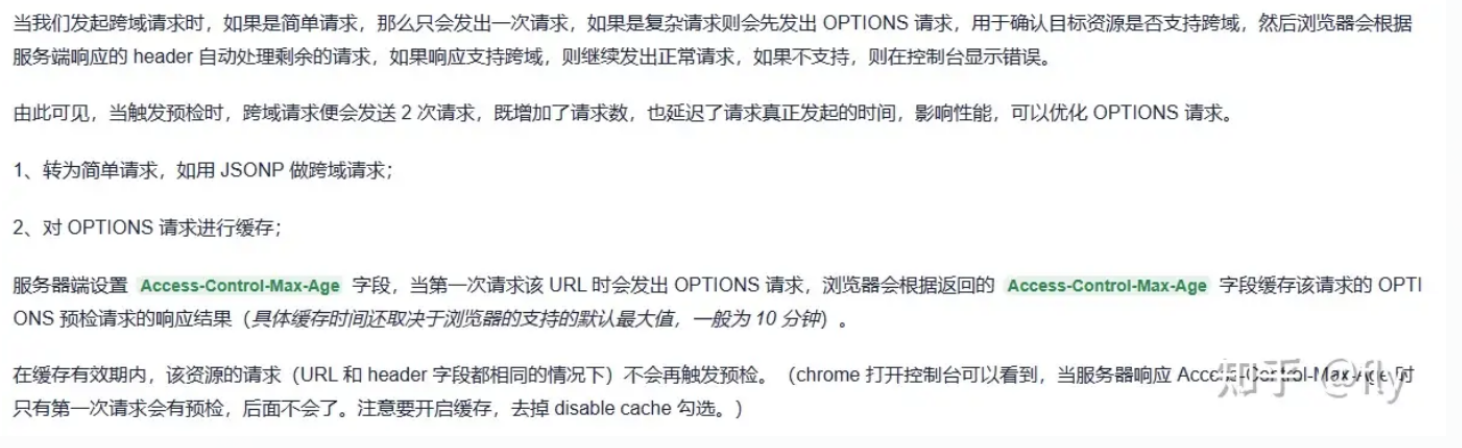 当我们发起跨域请求时，如果是简单请求，那么只会发出一次请求，如果是复杂请求则会先发出 OPTIONS 请求，用于确认目标资源是否支持跨域，然后浏览器会根据
服务端响应的 header 自动处理剩余的请求，如果响应支持跨域，则继续发出正常请求，如果不支持，则在控制台显示错误。
由此可见，当触发预检时，跨域请求便会发送 2 次请求，既增加了请求数，也延迟了请求真正发起的时间，影响性能，可以优化 OPTIONS 请求。
1、转为简单请求，如用 JSONP 做跨域请求；
2、对 OPTIONS 请求进行缓存；
服务器端设置 Access-Control-Max-Age 字段，当第一次请求该 URL 时会发出 OPTIONS 请求，浏览器会根据返回的 Access-Control-Max-Age 字段缓存该请求的 OPTI
ONS 预检请求的响应结果（具体缓存时间还取决于浏览器的支持的默认最大值，一般为 10 分钟）。
在缓存有效期内，该资源的请求（URL 和 header 字段都相同的情况下）不会再触发预检。（chrome 打开控制台可以看到，当服务器响应 Access-Control-Max-Age 时
只有第一次请求会有预检，后面不会了。注意要开启缓存，去掉 disable cache 勾选。）
知乎 @fly